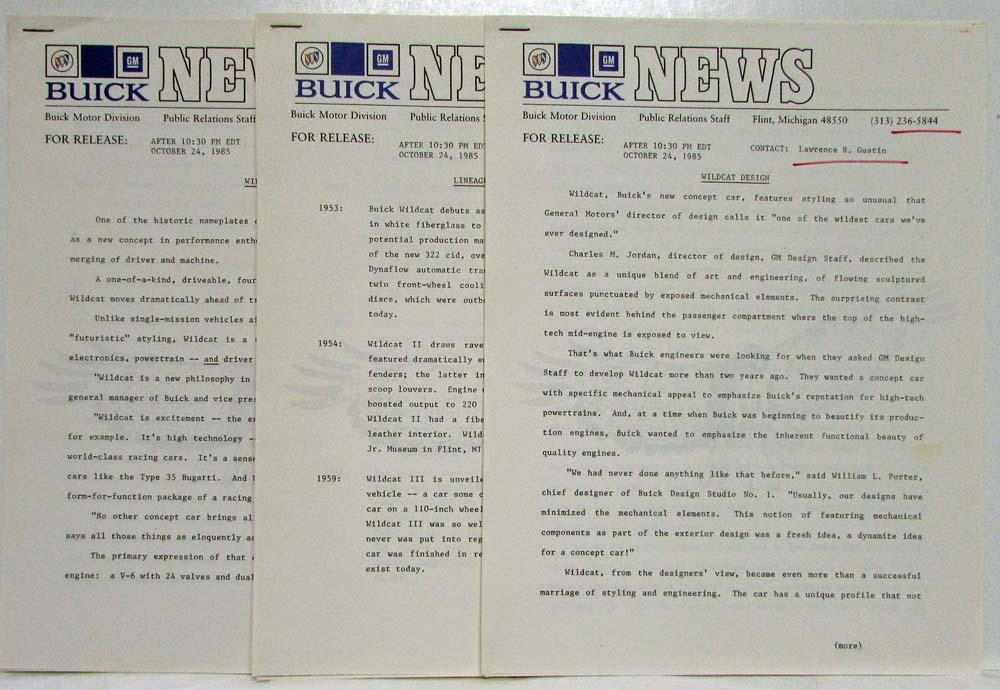 GM
BUICK NEW
Buick Motor Division Public Relations Staff
FOR RELEASE: AFTER 10:30 PM EDT
OCTOBER 24, 1985
WI
One of the historic nameplates
as a new concept in performance enth
merging of driver and machine.
A one-of-a-kind, driveable, four
Wildcat moves dramatically ahead of t
Unlike single-mission vehicles a
"futuristic" styling, Wildcat is a
electronics, powertrain -- and driver
"Wildcat is a new philosophy in
general manager of Buick and vice pre
"Wildcat is excitement -- the e
for example. It's high technology -
world-class racing cars. It's a sens
cars like the Type 35 Bugatti. And
form-for-function package of a racing
"No other concept car brings al
says all those things as eloquently a
The primary expression of that
engine: a V-6 with 24 valves and dual
GM
BUICK NE
Buick Motor Division Public Relations
FOR RELEASE: AFTER 10:30 PM EDT
OCTOBER 24, 1985
LINEAG
1953: Buick Wildcat debuts as
in white fiberglass to
potential production ma
of the new 322 cid, ove
Dynaflow automatic tra
twin front-wheel cooli
discs, which were outb
today.
1954: Wildcat II draws rave
featured dramatically s
fenders; the latter in
scoop louvers. Engine
boosted output to 220
Wildcat II had a fibe
leather interior. Wild
Jr. Museum in Flint, MI
1959: Wildcat III is unveile
vehicle -- a car some
car on a 110-inch wheel
Wildcat III was so wel
never was put into reg
car was finished in re
exist today.
GM
BUICK NEWS
Buick Motor Division Public Relations Staff Flint, Michigan 48550 (313) 236-5844
FOR RELEASE: AFTER 10:30 PM EDT CONTACT: Lawrence R. Gustin
OCTOBER 24, 1985
WILDCAT DESIGN
Wildcat, Buick's new concept car, features styling so unusual that
General Motors' director of design calls it "one of the wildest cars we've
ever designed."
Charles M. Jordan, director of design, GM Design Staff, described the
Wildcat as a unique blend of art and engineering, of flowing sculptured
surfaces punctuated by exposed mechanical elements. The surprising contrast
is most evident behind the passenger compartment where the top of the high-
tech mid-engine is exposed to view.
That's what Buick engineers were looking for when they asked GM Design
Staff to develop Wildcat more than two years ago. They wanted a concept car
with specific mechanical appeal to emphasize Buick's reputation for high-tech
powertrains. And, at a time when Buick was beginning to beautify its produc-
tion engines, Buick wanted to emphasize the inherent functional beauty of
quality engines.
"We had never done anything like that before," said William L. Porter,
chief designer of Buick Design Studio No. 1. "Usually, our designs have
minimized the mechanical elements. This notion of featuring mechanical
components as part of the exterior design was a fresh idea, a dynamite idea
for a concept car!"
Wildcat, from the designers' view, became even more than a successful
marriage of styling and engineering. The car has a unique profile that not
(more)